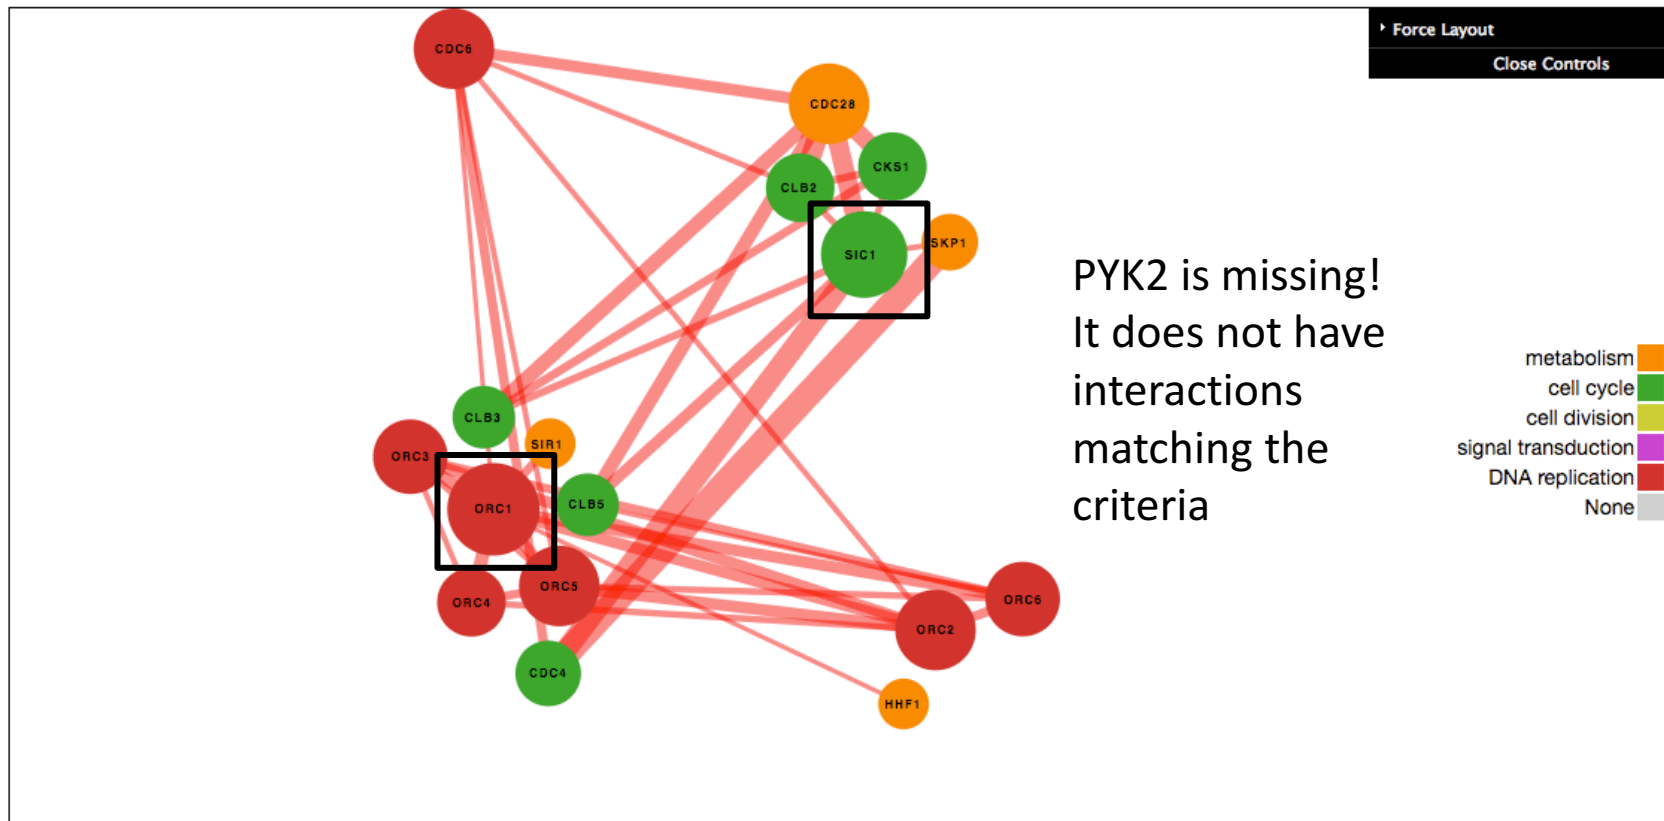 Force Layout
Close Controls
CDC6
CDC28
CKS1
CLB2
SKP1
SIC1
PYK2 is missing!
It does not have
interactions
matching the
criteria
metabolism
cell cycle
cell division
signal transduction
DNA replication
None
CLB3
SIR1
ORC3
CLB5
ORC1
ORC5
ORC4
ORC6
ORC2
CDC4
HHF1